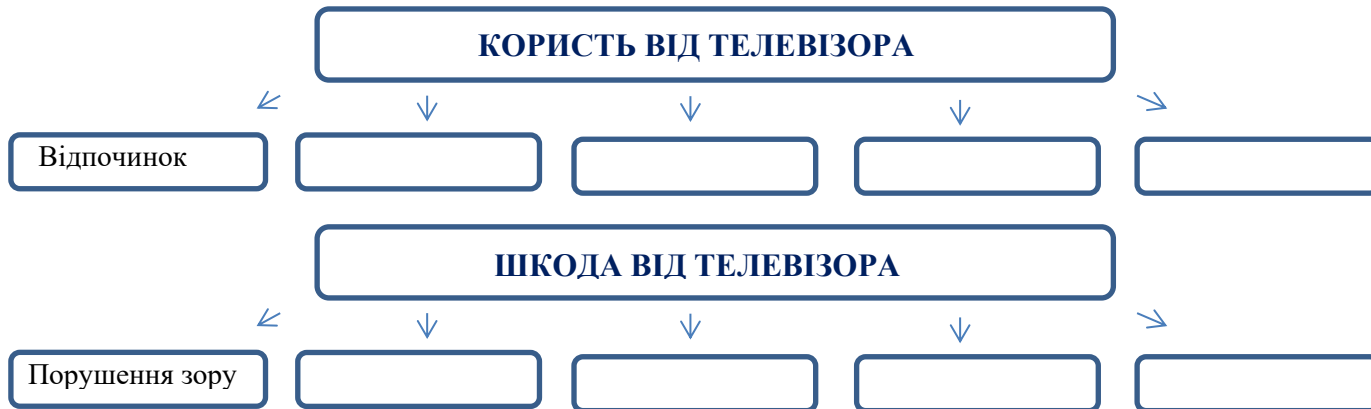 КОРИСТЬ ВІД ТЕЛЕВІЗОРА
Відпочинок
ШКОДА ВІД ТЕЛЕВІЗОРА
Порушення зору